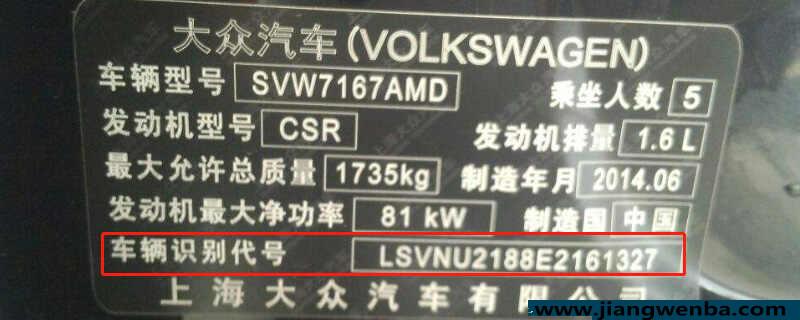 大众汽车(VOLKSWAGEN)
车辆型号 SVW7167AMD 乘坐人数 5
发动机型号 CSR 发动机排量 1.6 L
最大允许总质量 1735kg 制造年月 2014.06
发动机最大净功率 81 kW 制造国 中国
车辆识别代号 LSVNU2188E2161327
上海大众汽车有限公司
www.jiangwenba.com